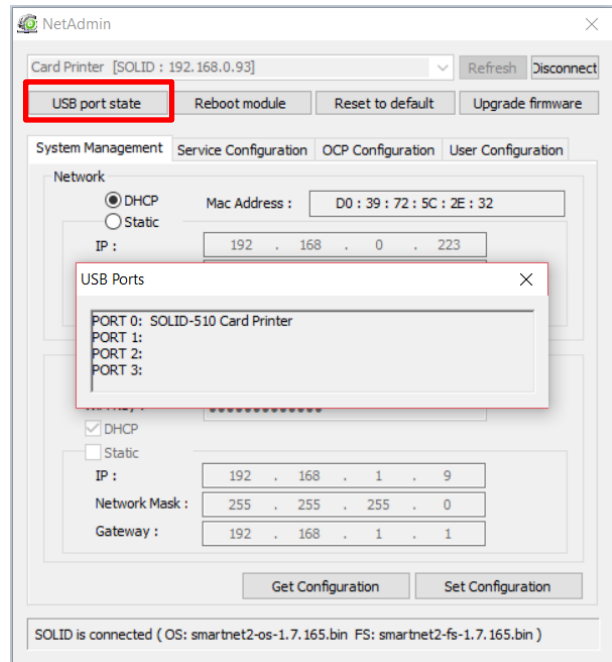 NetAdmin
Card Printer [SOLID : 192.168.0.93] Refresh Disconnect
USB port state Reboot module Reset to default Upgrade firmware
System Management Service Configuration OCP Configuration User Configuration
Network
DHCP Mac Address : D0 : 39 : 72 : 5C : 2E : 32
Static
IP : 192 . 168 . 0 . 223
USB Ports
PORT 0: SOLID-510 Card Printer
PORT 1:
PORT 2:
PORT 3:
DHCP
Static
IP : 192 . 168 . 1 . 9
Network Mask : 255 . 255 . 255 . 0
Gateway : 192 . 168 . 1 . 1
Get Configuration Set Configuration
SOLID is connected ( OS: smartnet2-os-1.7.165.bin FS: smartnet2-fs-1.7.165.bin )